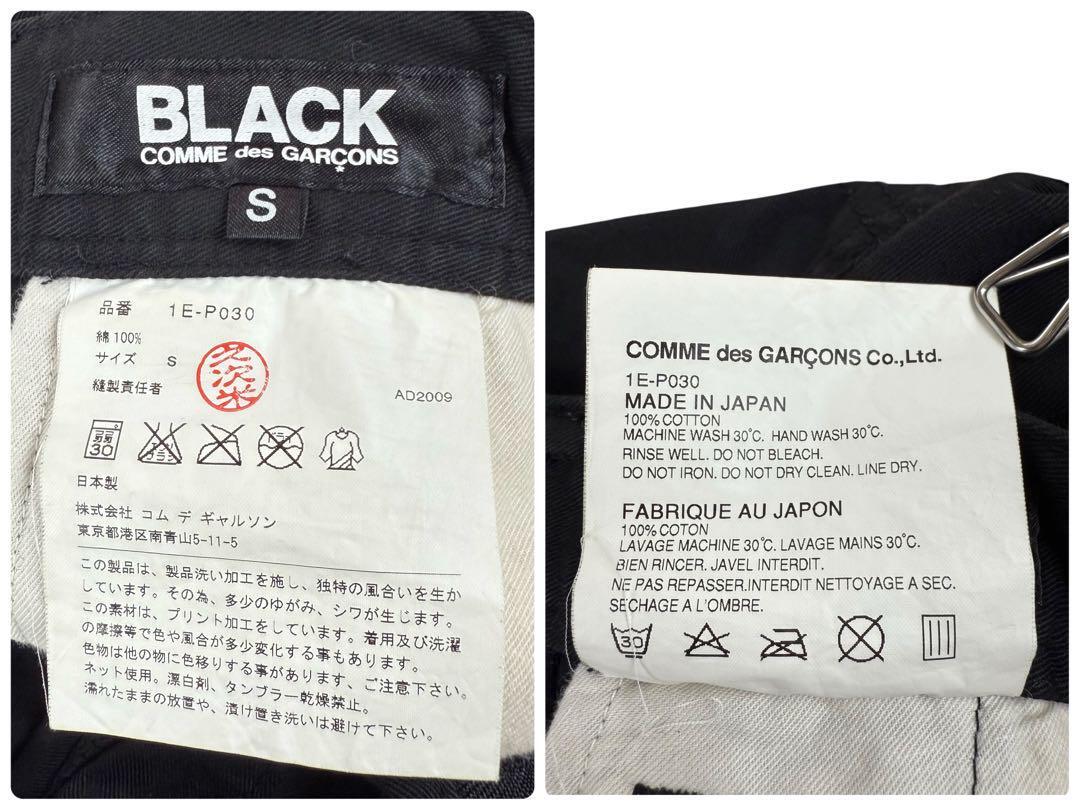 BLACK
COMME des GARÇONS
*
S
品番 1E-P030
綿 100%
サイズ S
縫製責任者
AD2009
30
日本製
株式会社 コム デ ギャルソン
東京都港区南青山5-11-5
この製品は、製品洗い加工を施し、独特の風合いを生か
しています。その為、多少のゆがみ、シワが生じます。
この素材は、プリント加工をしています。着用及び洗濯
の摩擦等で色や風合が多少変化する事もあります。
色物は他の物に色移りする事があります、ご注意下さい。
ネット使用。漂白剤、タンブラー乾燥禁止。
濡れたままの放置や、漬け置き洗いは避けて下さい。
COMME des GARÇONS Co.,Ltd.
1E-P030
MADE IN JAPAN
100% COTTON
MACHINE WASH 30°C. HAND WASH 30°C.
RINSE WELL. DO NOT BLEACH.
DO NOT IRON. DO NOT DRY CLEAN. LINE DRY.
FABRIQUE AU JAPON
100% COTON
LAVAGE MACHINE 30°C. LAVAGE MAINS 30°C.
BIEN RINCER. JAVEL INTERDIT.
NE PAS REPASSER.INTERDIT NETTOYAGE A SEC.
SECHAGE A L'OMBRE.
30